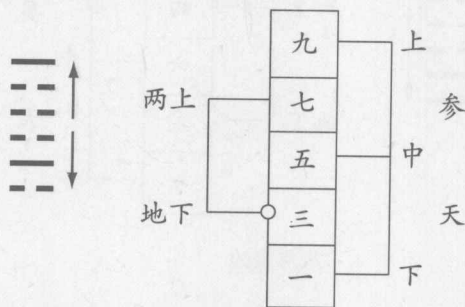 九 上
两上 七 参
五 中
地下 三 天
一 下